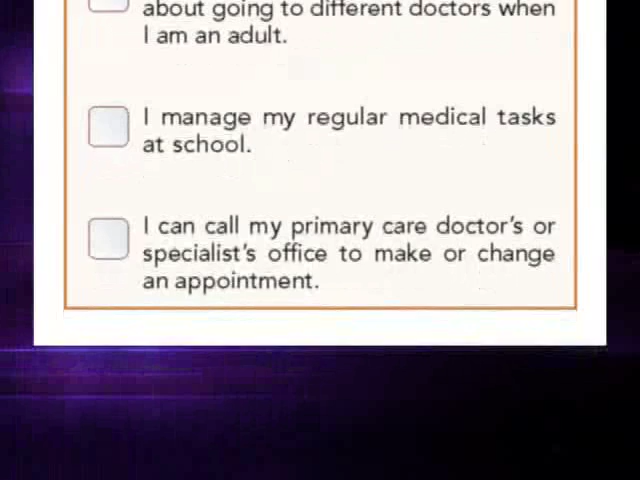 about going to different doctors when
I am an adult.
I manage my regular medical tasks
at school.
I can call my primary care doctor's or
specialist's office to make or change
an appointment.